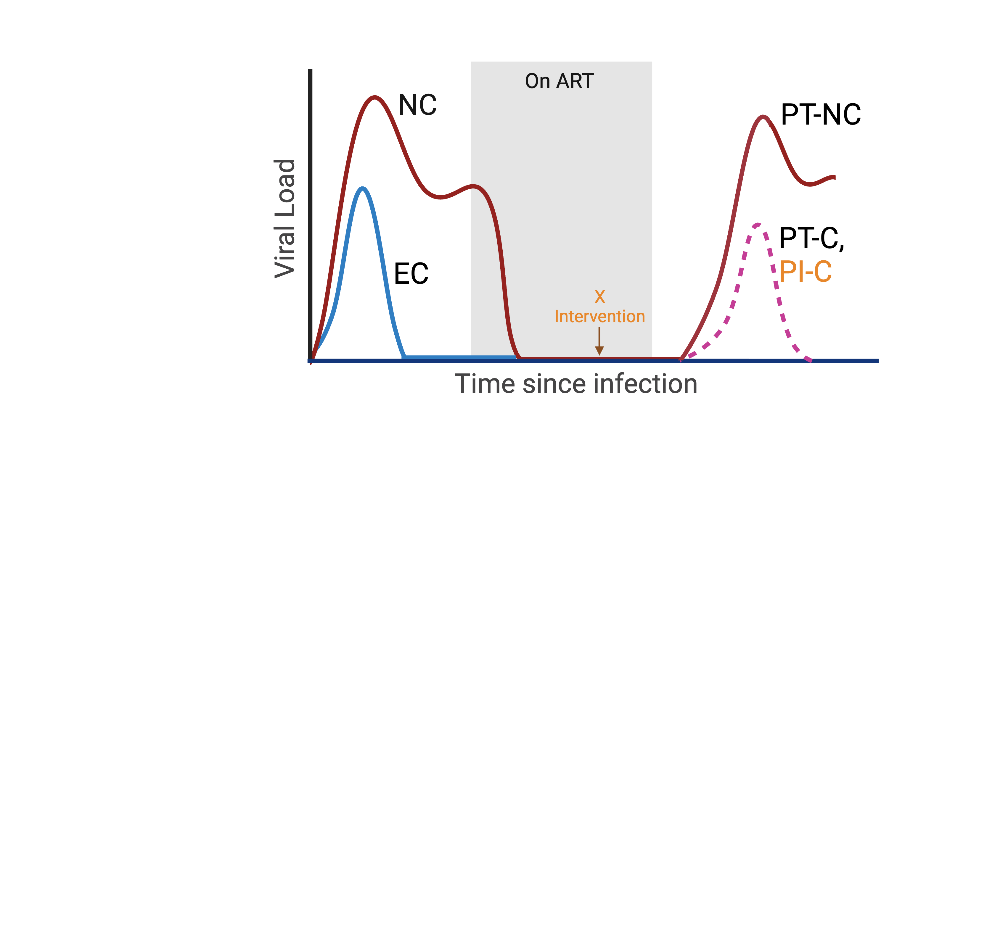 On ART
NC
PT-NC
Viral Load
EC
PT-C,
PI-C
x
Intervention
Time since infection